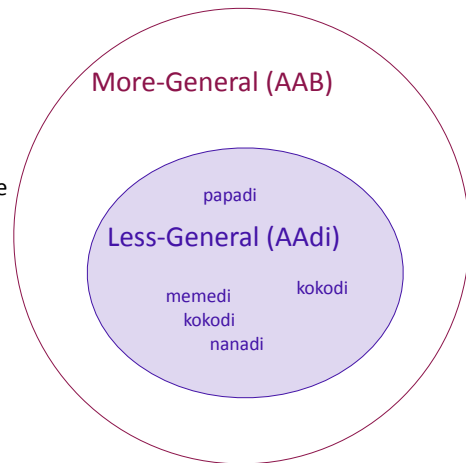 More-General (AAB)
e
papadi
Less-General (AAdi)
kokodi
memedi
kokodi
nanadi